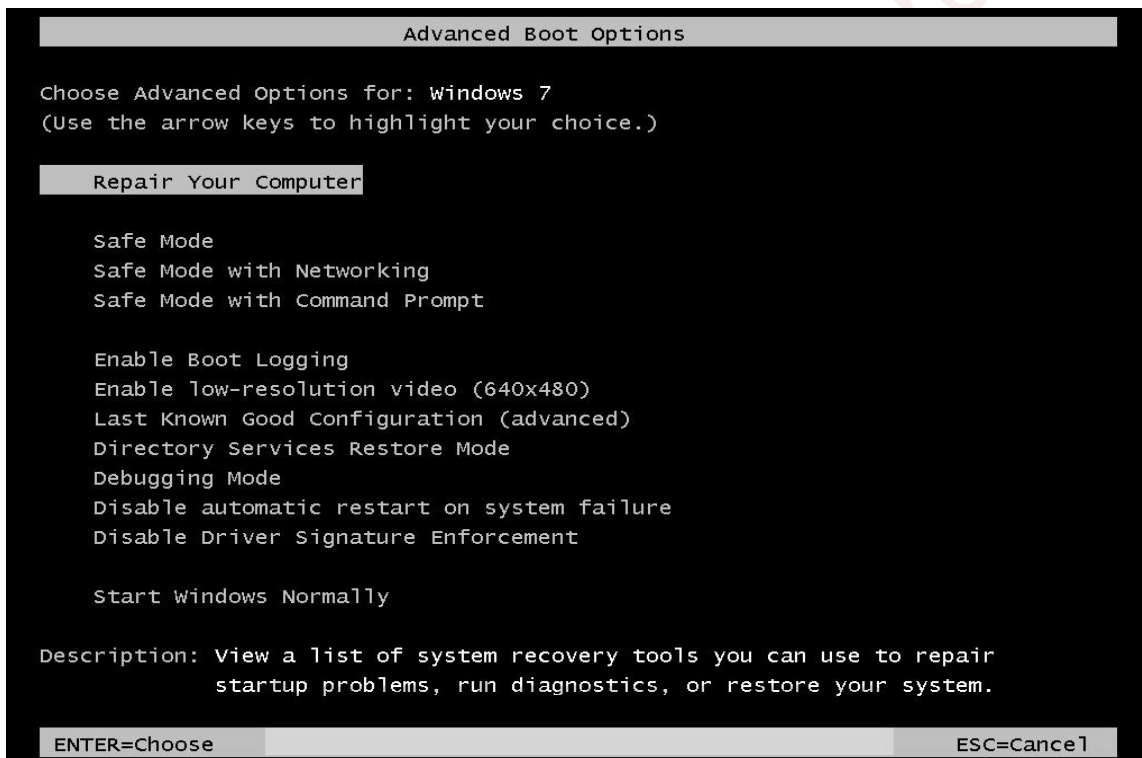 Advanced Boot Options
Choose Advanced Options for: Windows 7
(Use the arrow keys to highlight your choice.)
Repair Your Computer
Safe Mode
Safe Mode with Networking
Safe Mode with Command Prompt
Enable Boot Logging
Enable low-resolution video (640x480)
Last Known Good Configuration (advanced)
Directory Services Restore Mode
Debugging Mode
Disable automatic restart on system failure
Disable Driver Signature Enforcement
Start Windows Normally
Description: View a list of system recovery tools you can use to repair
startup problems, run diagnostics, or restore your system.
ENTER=Choose ESC=Cancel